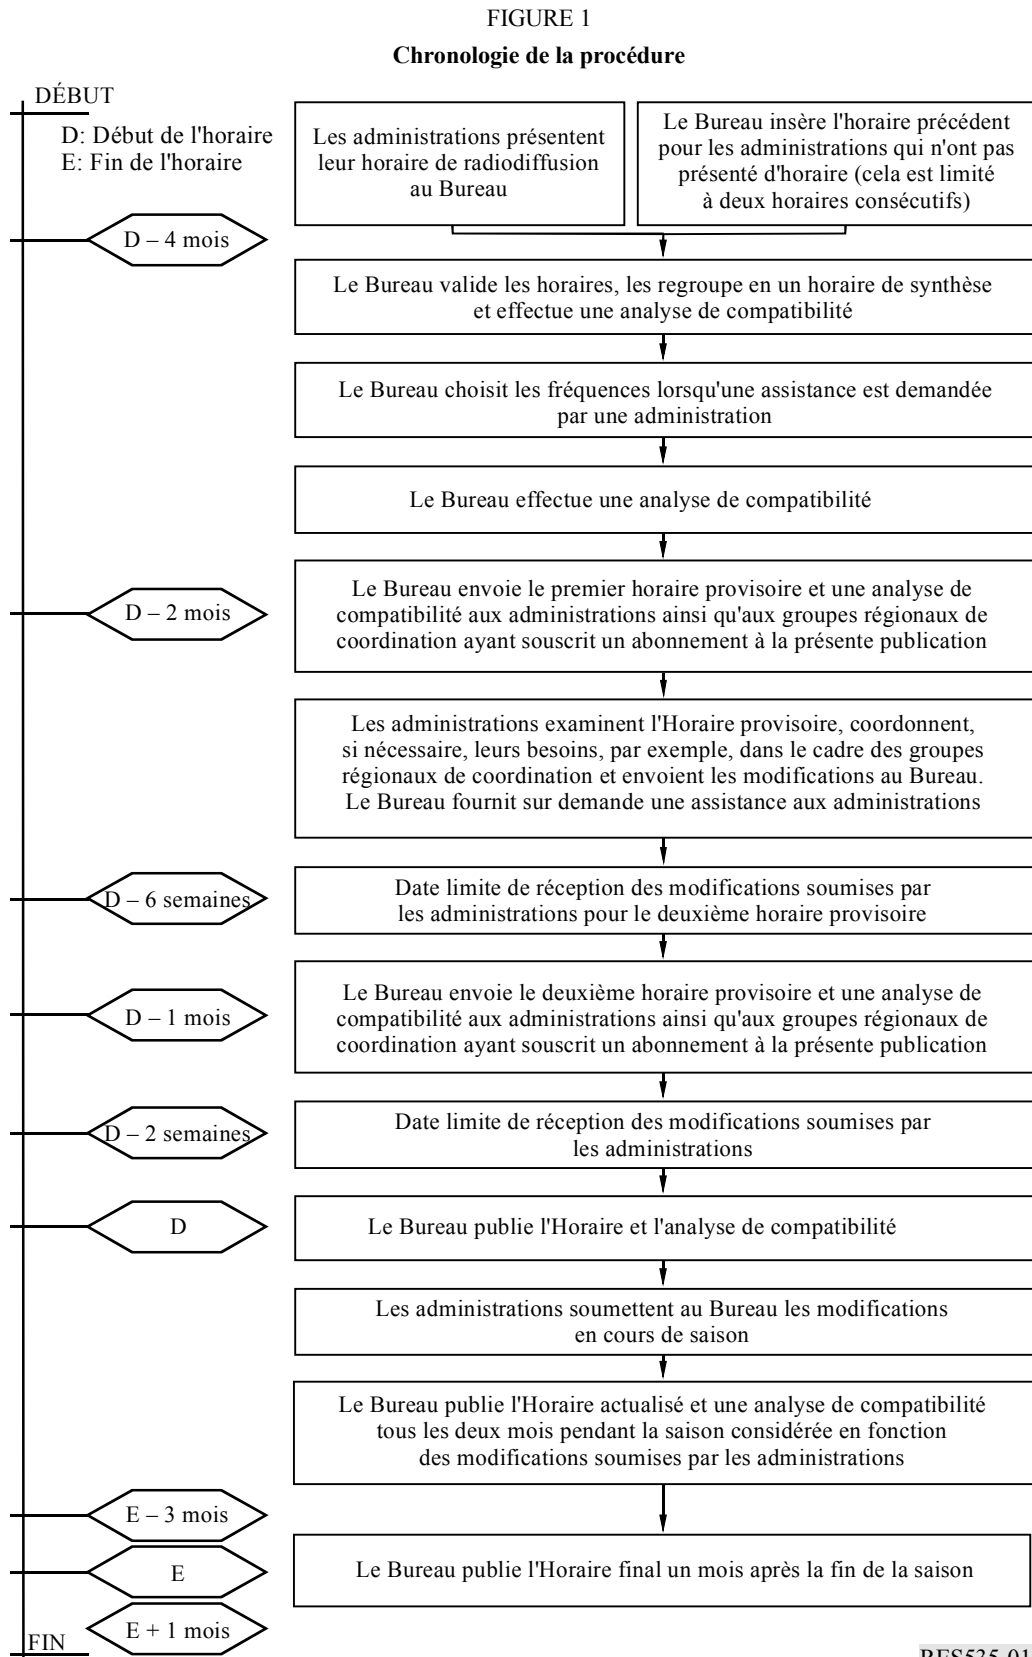 FIGURE 1
Chronologie de la procédure
DÉBUT
D: Début de l'horaire
E: Fin de l'horaire
Les administrations présentent
leur horaire de radiodiffusion
au Bureau
Le Bureau insère l'horaire précédent
pour les administrations qui n'ont pas
présenté d'horaire (cela est limité
à deux horaires consécutifs)
D – 4 mois
Le Bureau valide les horaires, les regroupe en un horaire de synthèse
et effectue une analyse de compatibilité
Le Bureau choisit les fréquences lorsqu'une assistance est demandée
par une administration
Le Bureau effectue une analyse de compatibilité
D – 2 mois
Le Bureau envoie le premier horaire provisoire et une analyse de
compatibilité aux administrations ainsi qu'aux groupes régionaux de
coordination ayant souscrit un abonnement à la présente publication
Les administrations examinent l'Horaire provisoire, coordonnent,
si nécessaire, leurs besoins, par exemple, dans le cadre des groupes
régionaux de coordination et envoient les modifications au Bureau.
Le Bureau fournit sur demande une assistance aux administrations
D – 6 semaines
Date limite de réception des modifications soumises par
les administrations pour le deuxième horaire provisoire
D – 1 mois
Le Bureau envoie le deuxième horaire provisoire et une analyse de
compatibilité aux administrations ainsi qu'aux groupes régionaux de
coordination ayant souscrit un abonnement à la présente publication
D – 2 semaines
Date limite de réception des modifications soumises par
les administrations
D
Le Bureau publie l'Horaire et l'analyse de compatibilité
Les administrations soumettent au Bureau les modifications
en cours de saison
Le Bureau publie l'Horaire actualisé et une analyse de compatibilité
tous les deux mois pendant la saison considérée en fonction
des modifications soumises par les administrations
E – 3 mois
E
Le Bureau publie l'Horaire final un mois après la fin de la saison
E + 1 mois
FIN
RES535-01